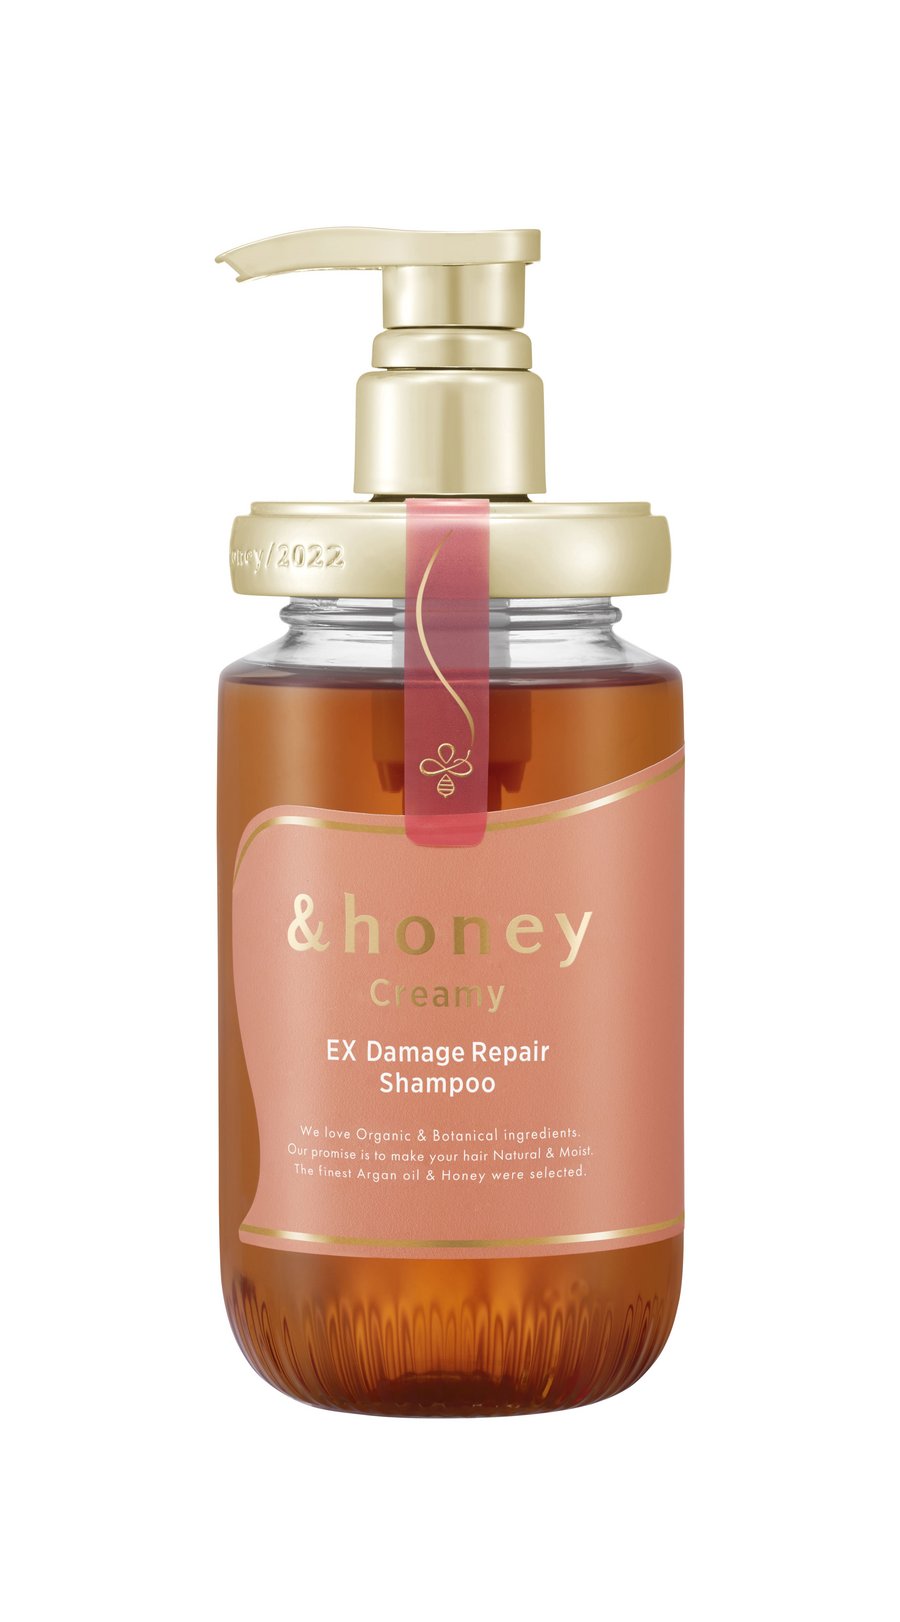 /2022
&honey
Creamy
EX Damage Repair
Shampoo
We love Organic & Botanical ingredients.
Our promise is to make your hair Natural & Moist.
The finest Argan oil & Honey were selected.